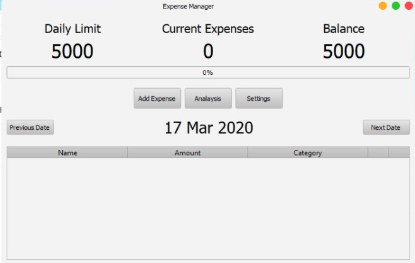 Expense Manager
Daily Limit Current Expenses Balance
5000 0 5000
0%
Add Expense Analaysis Settings
Previous Date 17 Mar 2020 Next Date
Name Amount Category